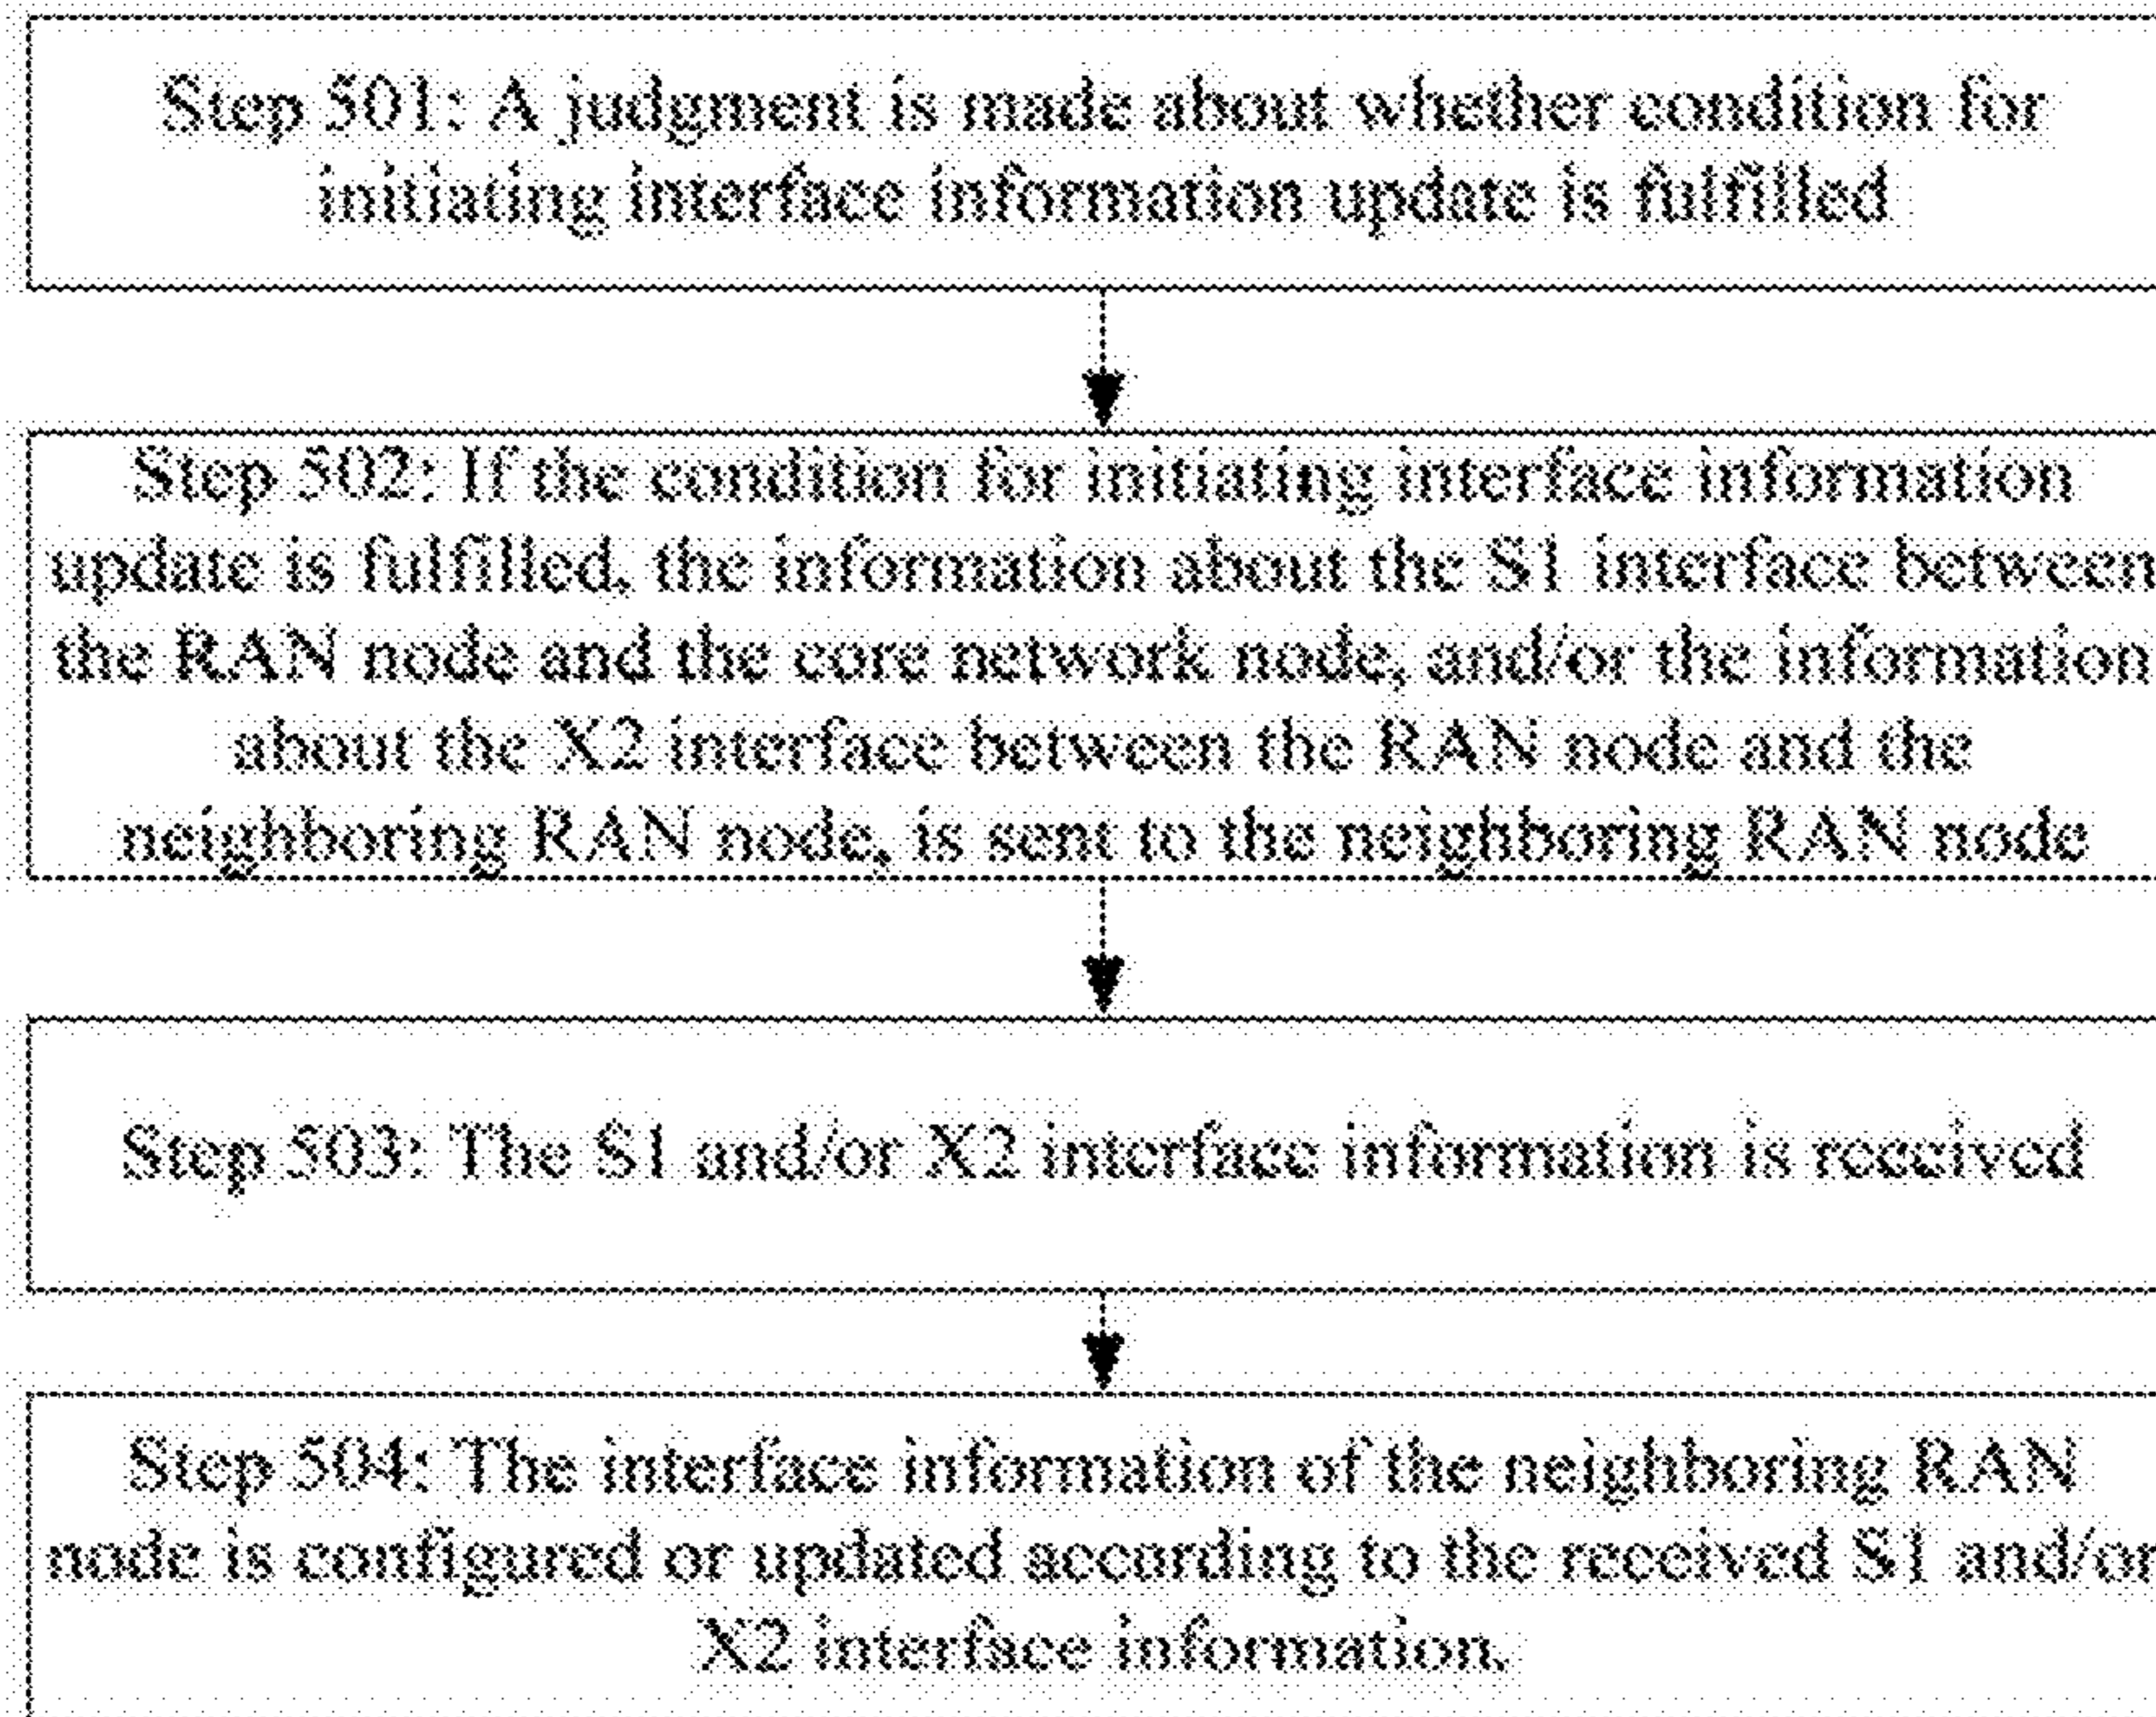 Step 501: A judgment is made about whether condition for
initiating interface information update is fulfilled
Step 502: If the condition for initiating interface information
update is fulfilled, the information about the S1 interface between
the RAN node and the core network node, and/or the information
about the X2 interface between the RAN node and the
neighboring RAN node, is sent to the neighboring RAN node
Step 503: The S1 and/or X2 interface information is received
Step 504: The interface information of the neighboring RAN
node is configured or updated according to the received S1 and/or
X2 interface information.